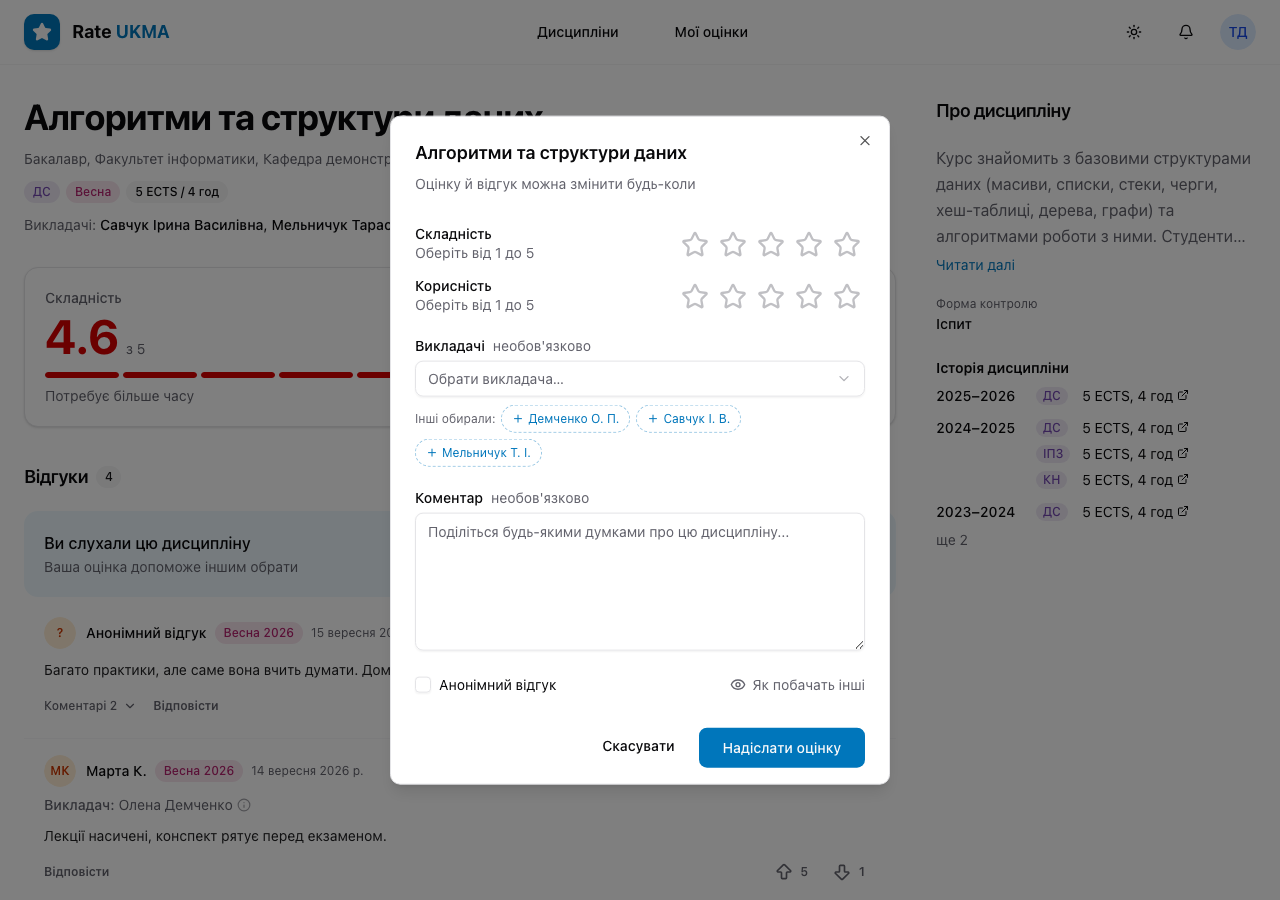 Rate UKMA
Дисципліни
Мої оцінки
ТД
Алгоритми та структури даних
Бакалавр, Факультет інформатики, Кафедра
ДС
Весна
5 ECTS / 4 год
Викладачі: Савчук Ірина Василівна, Мельничук Тарас
Складність
4.6 з 5
Потребує більше часу
Відгуки 4
Ви слухали цю дисципліну
Ваша оцінка допоможе іншим обрати
? Анонімний відгук Весна 2026 15 вересня
Багато практики, але саме вона вчить думати.
Коментарі 2 Відповісти
МК Марта К. Весна 2026 14 вересня 2026 р.
Викладач: Олена Демченко
Лекції насичені, конспект рятує перед екзаменом.
Відповісти
5 1
Алгоритми та структури даних
Оцінку й відгук можна змінити будь-коли
Складність
Оберіть від 1 до 5
Корисність
Оберіть від 1 до 5
Викладачі необов'язково
Обрати викладача...
Інші обирали: + Демченко О. П. + Савчук І. В.
+ Мельничук Т. І.
Коментар необов'язково
Поділіться будь-якими думками про цю дисципліну...
Анонімний відгук
Як побачать інші
Скасувати
Надіслати оцінку
Про дисципліну
Курс знайомить з базовими структурами
даних (масиви, списки, стеки, черги,
хеш-таблиці, дерева, графи) та
алгоритмами роботи з ними. Студенти...
Читати далі
Форма контролю
Іспит
Історія дисципліни
2025–2026 ДС 5 ECTS, 4 год
2024–2025 ДС 5 ECTS, 4 год
ІПЗ 5 ECTS, 4 год
КН 5 ECTS, 4 год
2023–2024 ДС 5 ECTS, 4 год
ще 2